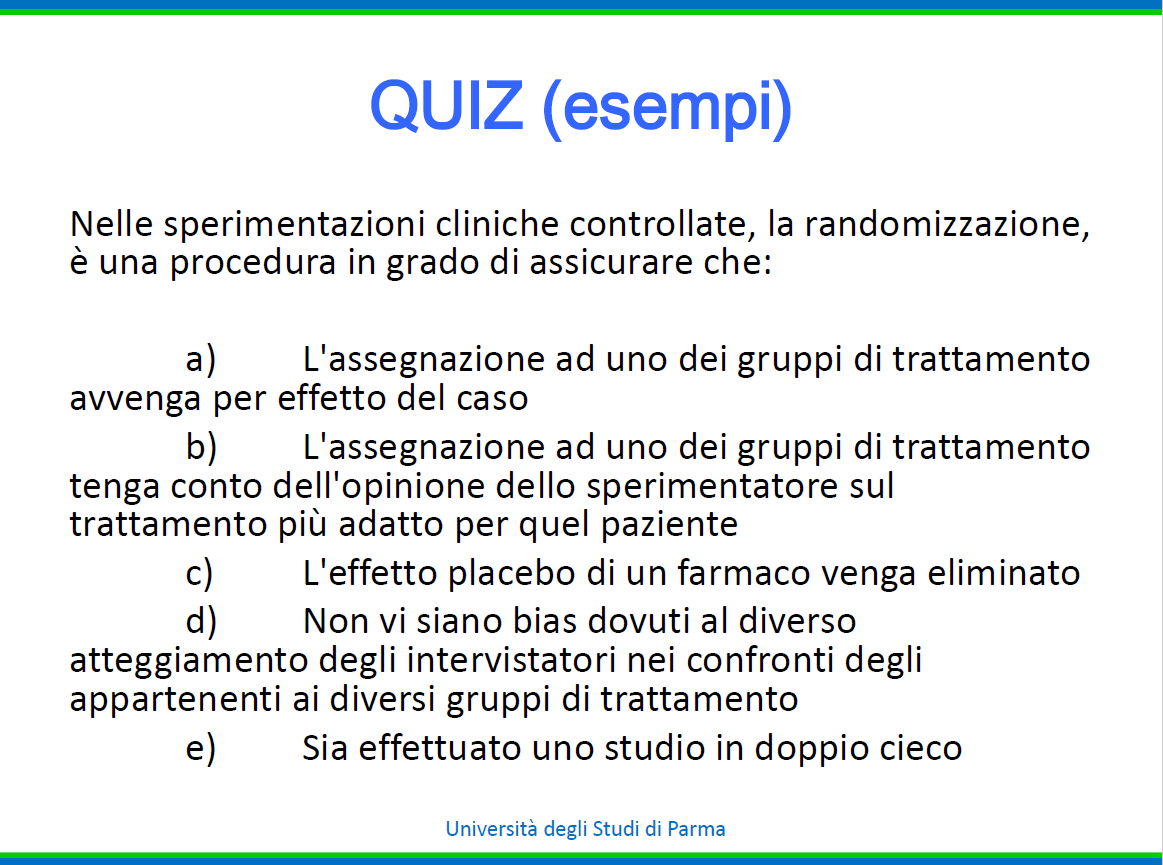 QUIZ (esempi)
Nelle sperimentazioni cliniche controllate, la randomizzazione,
è una procedura in grado di assicurare che:
a) L'assegnazione ad uno dei gruppi di trattamento
avvenga per effetto del caso
b) L'assegnazione ad uno dei gruppi di trattamento
tenga conto dell'opinione dello sperimentatore sul
trattamento più adatto per quel paziente
c) L'effetto placebo di un farmaco venga eliminato
d) Non vi siano bias dovuti al diverso
atteggiamento degli intervistatori nei confronti degli
appartenenti ai diversi gruppi di trattamento
e) Sia effettuato uno studio in doppio cieco
Università degli Studi di Parma